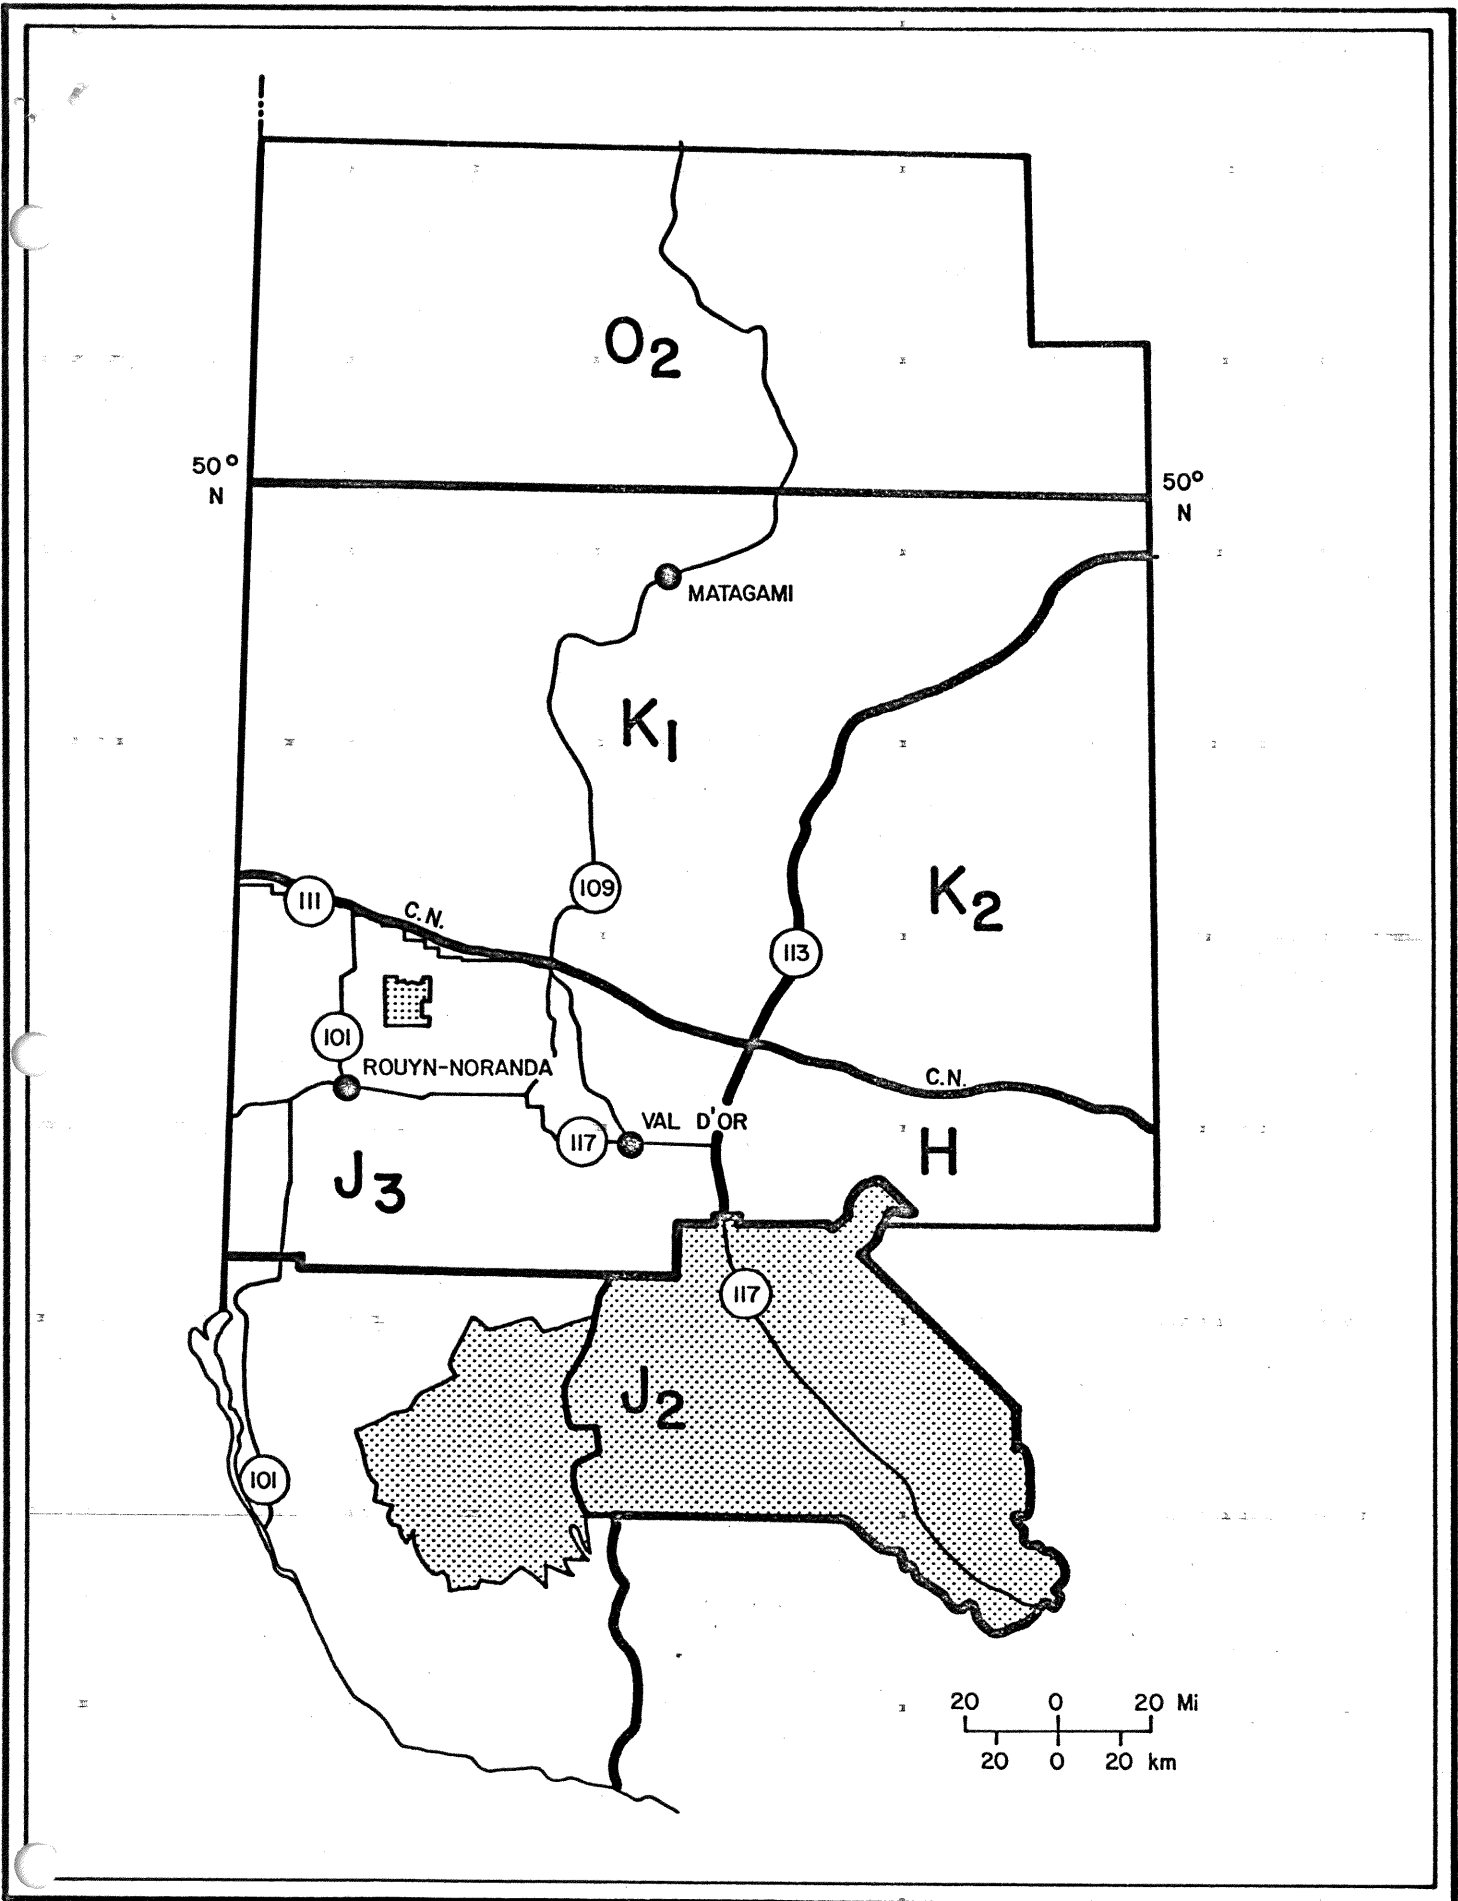 O2
50°
N
50°
N
MATAGAMI
K1
109
111
C.N.
K2
113
101
ROUYN-NORANDA
C.N.
VAL D'OR
117
H
J3
117
J2
101
20 0 20 Mi
20 0 20 km